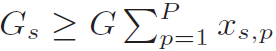 $G_s \geq G \sum_{p=1}^{P} x_{s,p}$